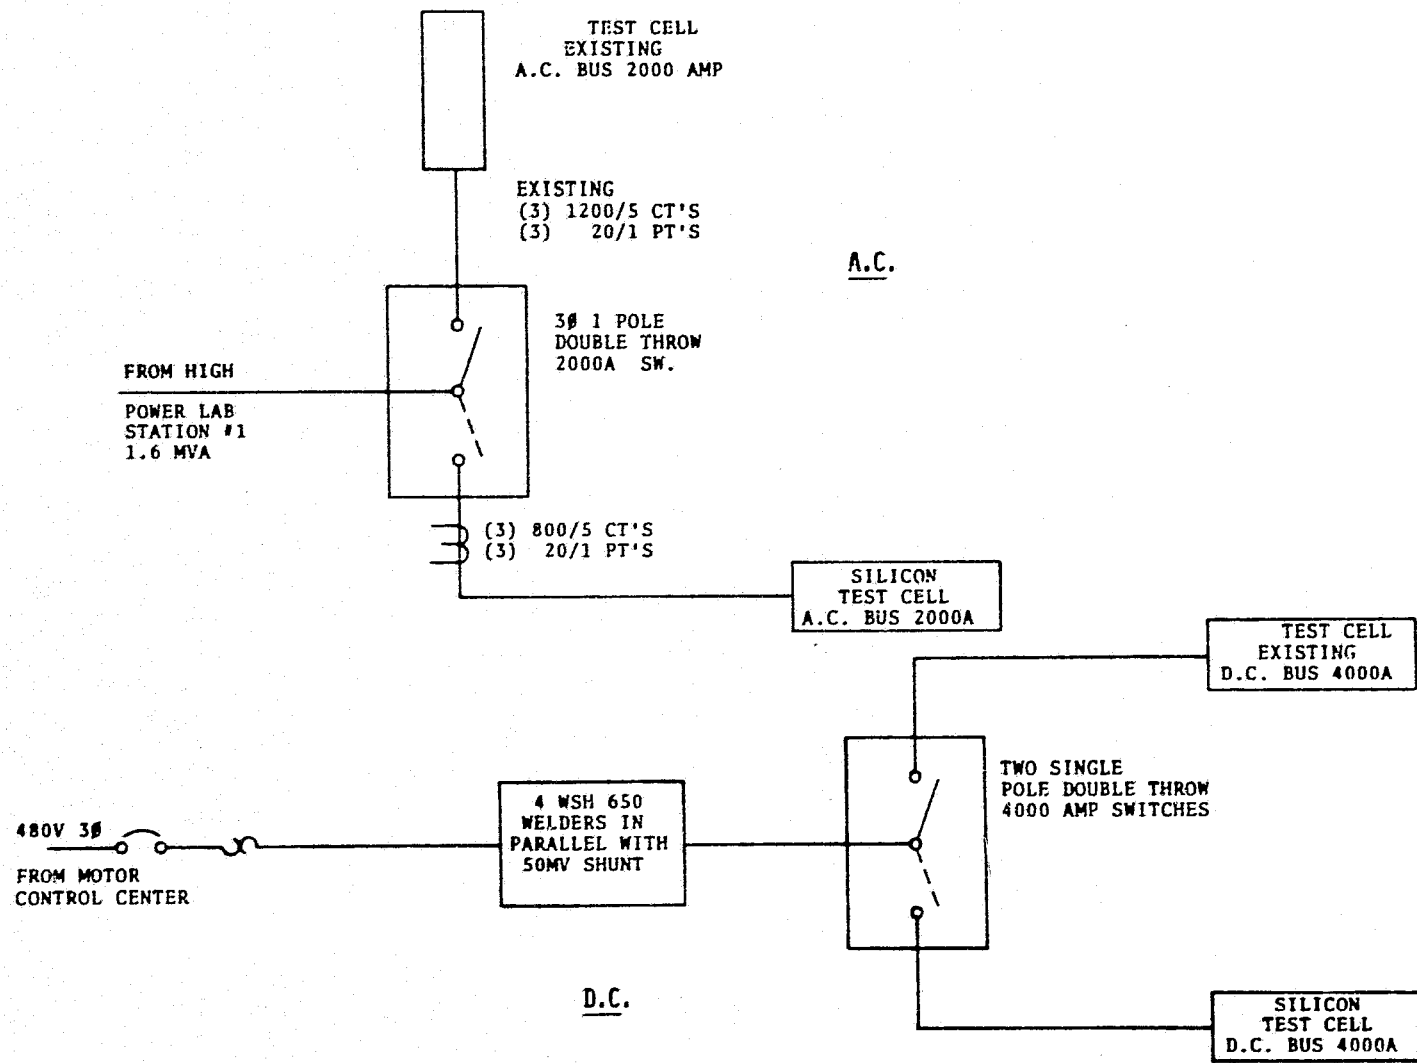 TEST CELL
EXISTING
A.C. BUS 2000 AMP
EXISTING
(3) 1200/5 CT'S
(3) 20/1 PT'S
A.C.
3Ø 1 POLE
DOUBLE THROW
2000A SW.
FROM HIGH
POWER LAB
STATION #1
1.6 MVA
(3) 800/5 CT'S
(3) 20/1 PT'S
SILICON
TEST CELL
A.C. BUS 2000A
TEST CELL
EXISTING
D.C. BUS 4000A
TWO SINGLE
POLE DOUBLE THROW
4000 AMP SWITCHES
4 WSH 650
WELDERS IN
PARALLEL WITH
50MV SHUNT
480V 3Ø
FROM MOTOR
CONTROL CENTER
D.C.
SILICON
TEST CELL
D.C. BUS 4000A